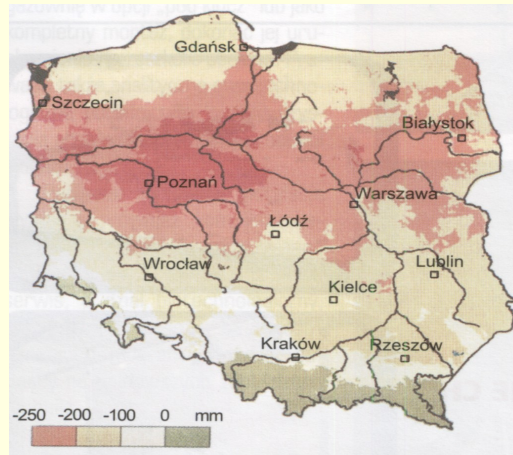 Gdańsk
Szczecin
Białystok
Poznań
Warszawa
Łódź
Wrocław
Lublin
Kielce
Kraków
Rzeszów
-250 -200 -100 0 mm